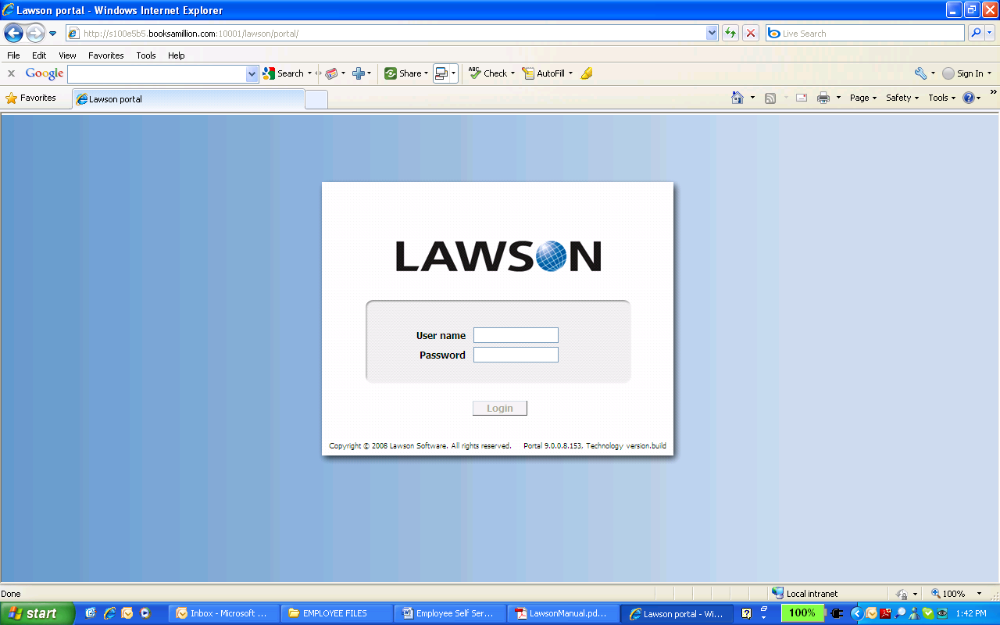 Lawson portal - Windows Internet Explorer
http://s100e5b5.booksamillion.com:10001/lawson/portal/
Live Search
File Edit View Favorites Tools Help
x Google Search Share ABC Check AutoFill Sign In
Favorites Lawson portal Page Safety Tools »
LAWSON
User name
Password
Login
Copyright © 2008 Lawson Software. All rights reserved. Portal 9.0.0.8.153, Technology version.build
Done Local intranet 100%
start Inbox - Microsoft ... EMPLOYEE FILES Employee Self Ser... LawsonManual.pd... Lawson portal - Wi... 100% 1:42 PM